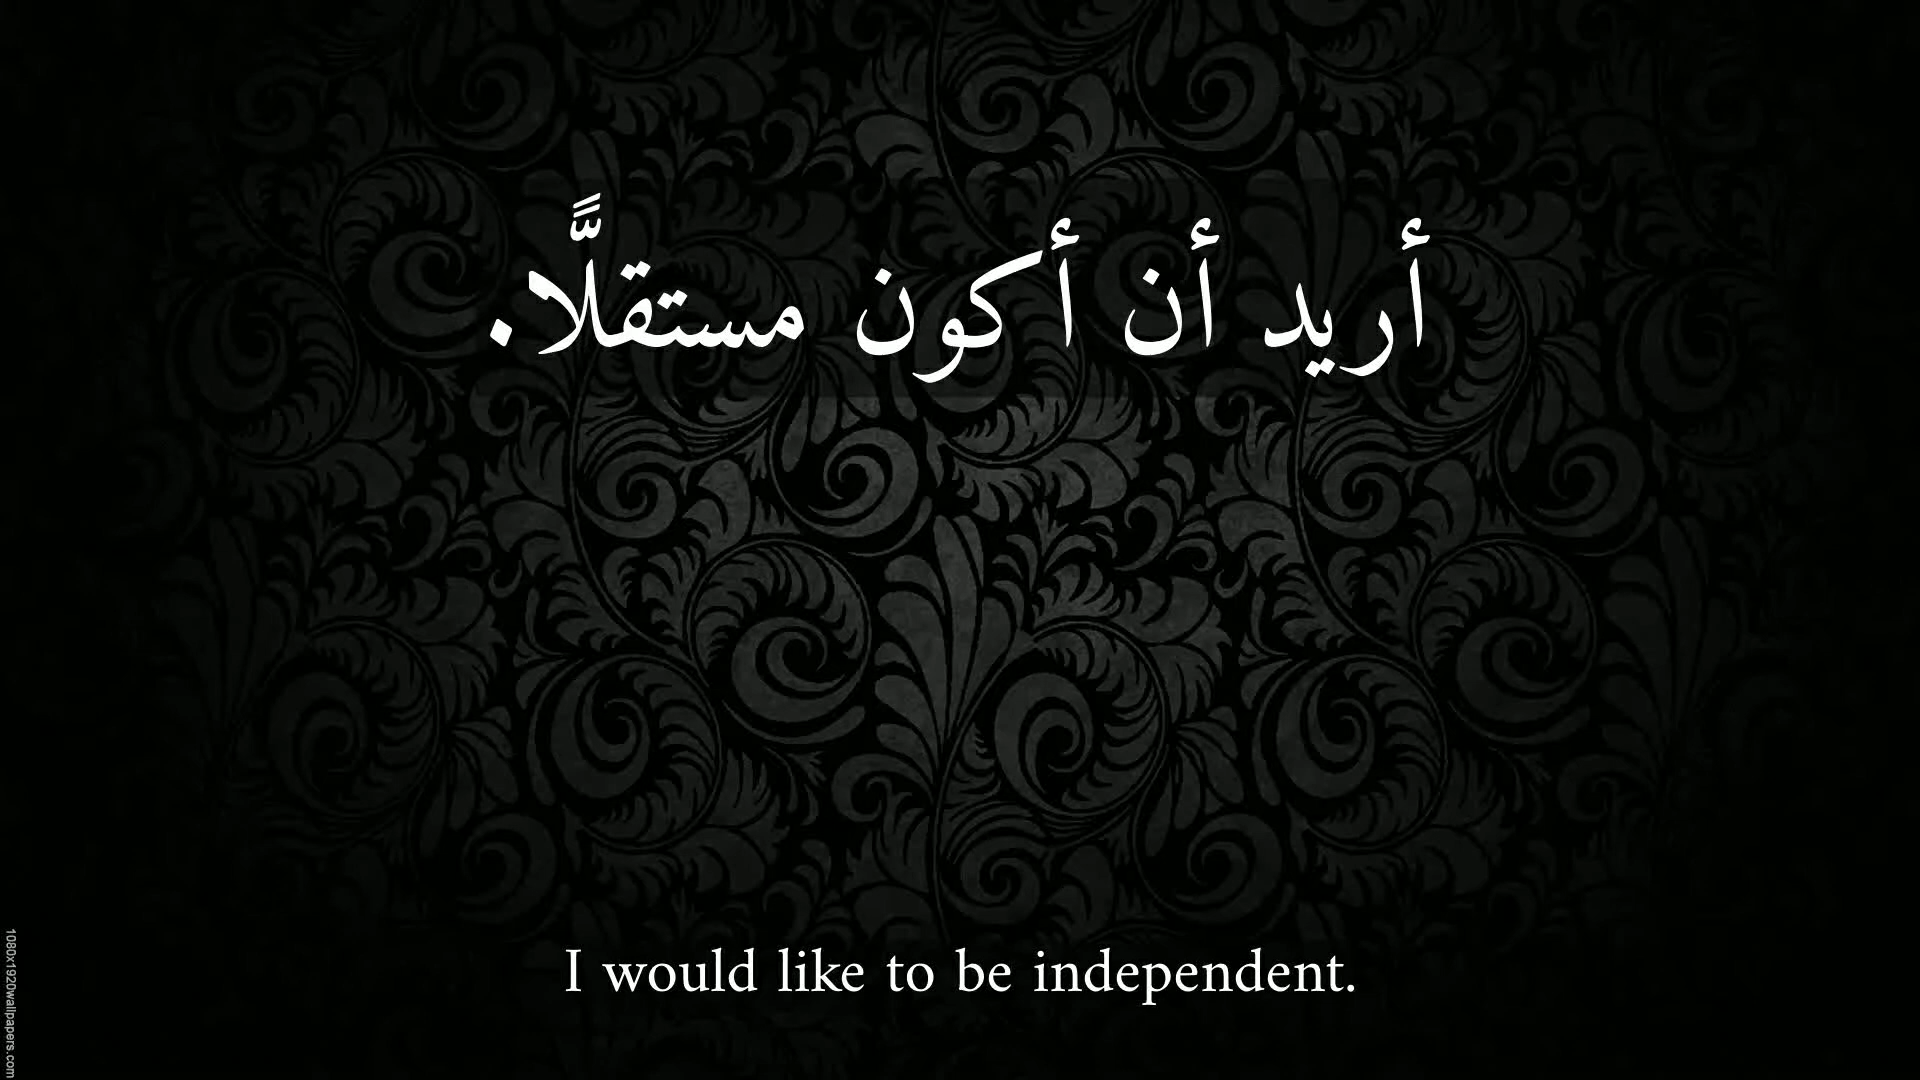 أريد أن أكون مستقلًّا.
I would like to be independent.
1080x1920wallpapers.com